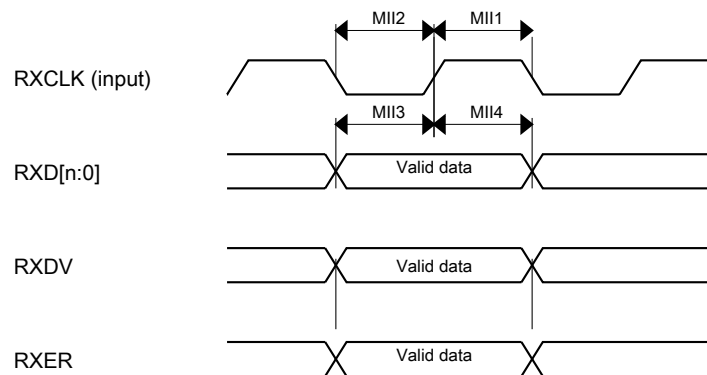 MII2 MII1
RXCLK (input)
MII3 MII4
RXD[n:0] Valid data
RXDV Valid data
RXER Valid data